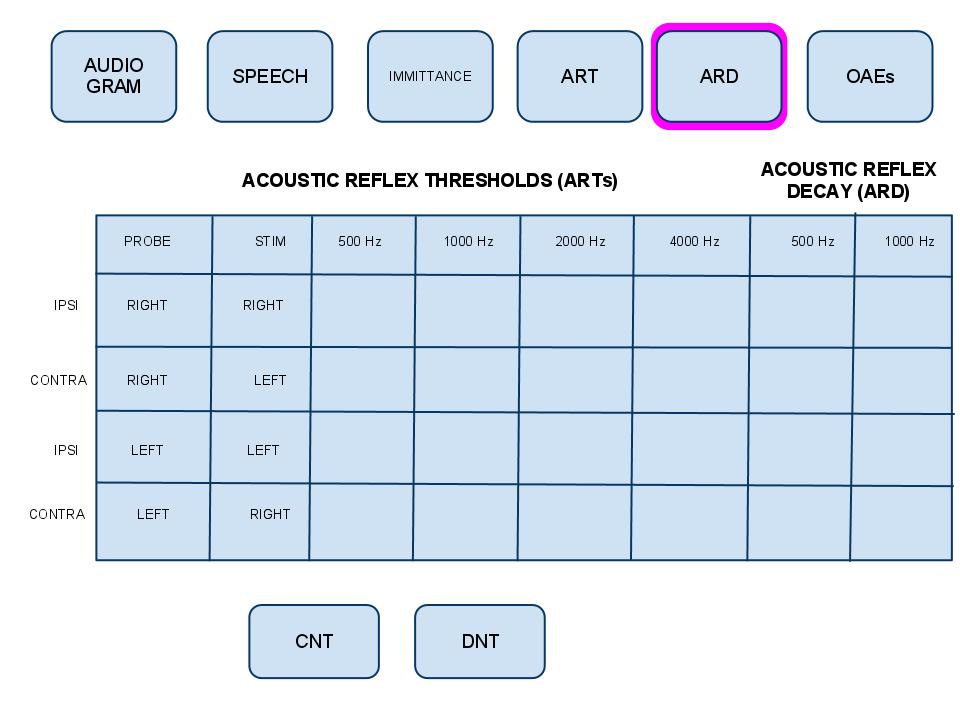 AUDIO
GRAM
SPEECH
IMMITTANCE
ART
ARD
OAEs
ACOUSTIC REFLEX THRESHOLDS (ARTs)
ACOUSTIC REFLEX
DECAY (ARD)
PROBE STIM 500 Hz 1000 Hz 2000 Hz 4000 Hz 500 Hz 1000 Hz
IPSI RIGHT RIGHT
CONTRA RIGHT LEFT
IPSI LEFT LEFT
CONTRA LEFT RIGHT
CNT DNT